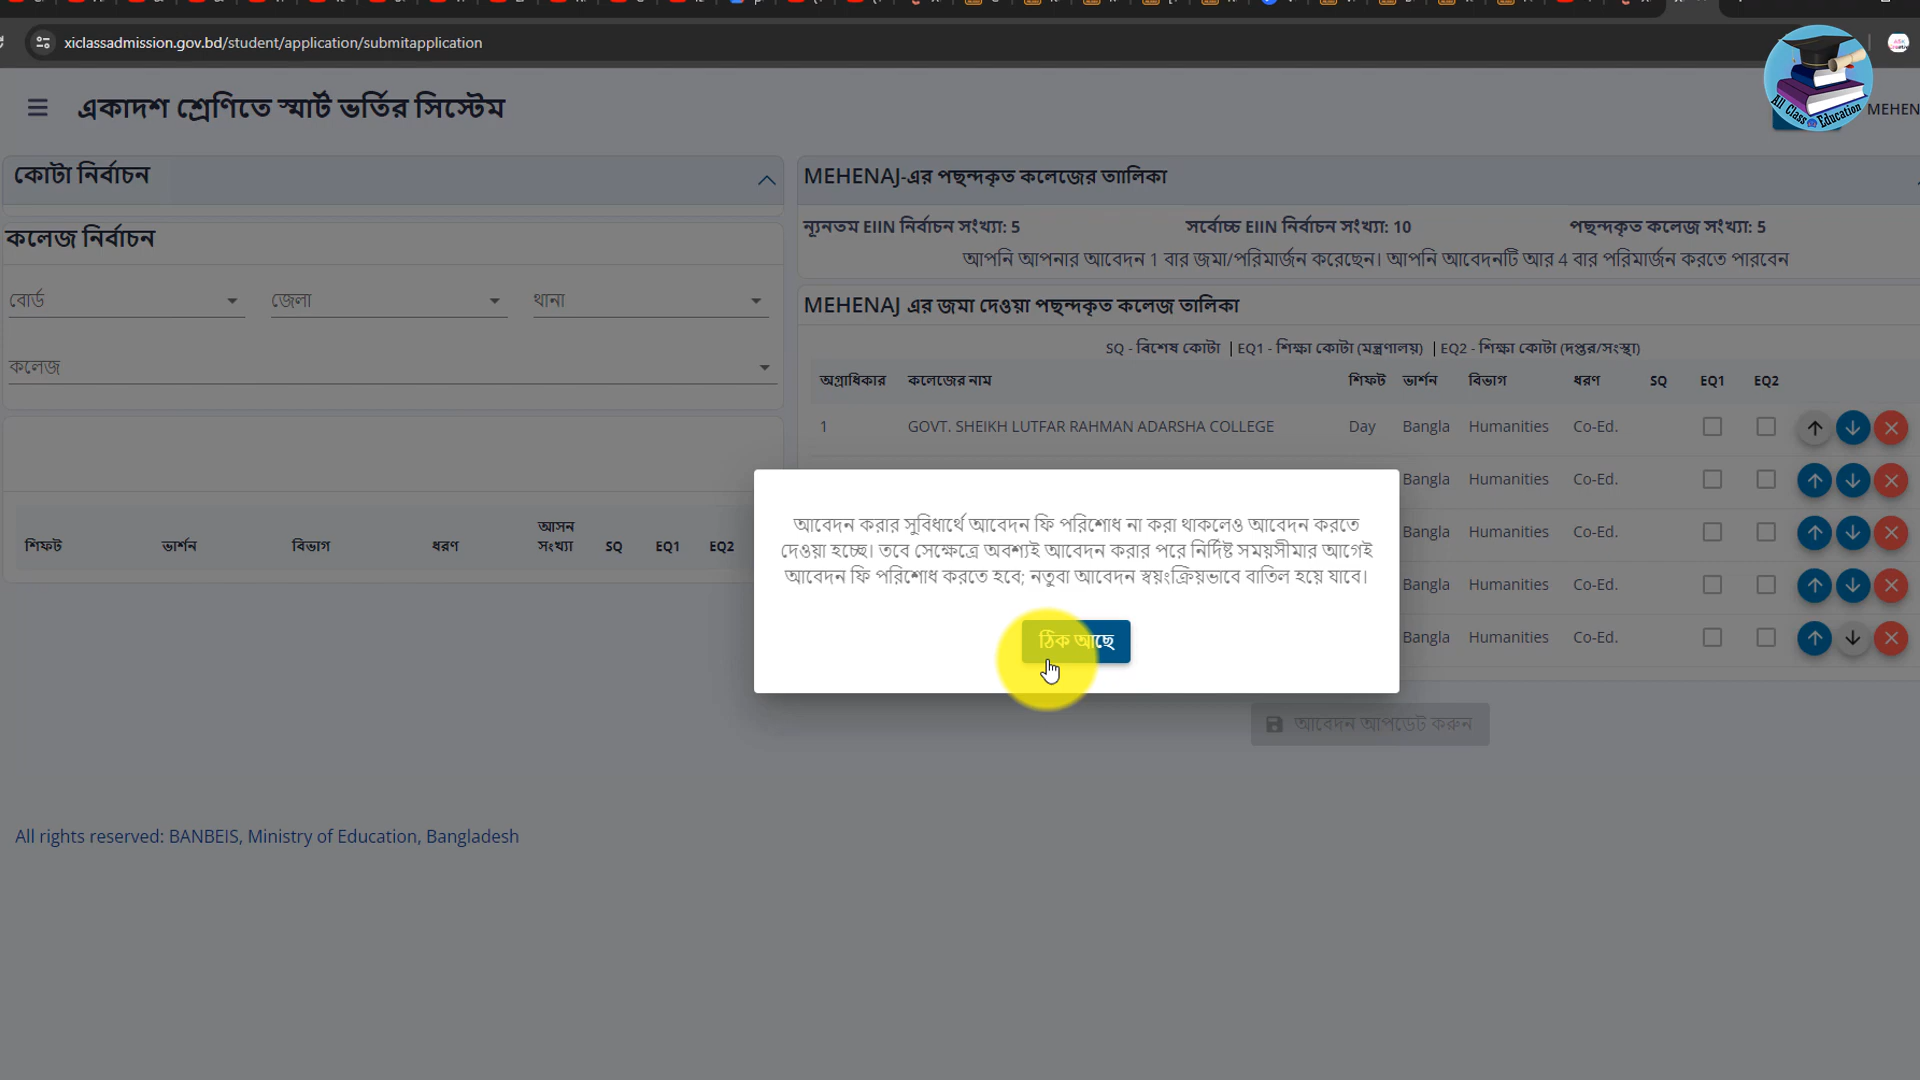 xiclassadmission.gov.bd/student/application/submitapplication
একাদশ শ্রেণিতে স্মার্ট ভর্তির সিস্টেম
All Class Education
MEHEN
কোটা নির্বাচন
কলেজ নির্বাচন
বোর্ড জেলা থানা
কলেজ
শিফট ভার্শন বিভাগ ধরণ আসন সংখ্যা SQ EQ1 EQ2
MEHENAJ-এর পছন্দকৃত কলেজের তাালিকা
ন্যূনতম EIIN নির্বাচন সংখ্যা: 5 সর্বোচ্চ EIIN নির্বাচন সংখ্যা: 10 পছন্দকৃত কলেজ সংখ্যা: 5
আপনি আপনার আবেদন 1 বার জমা/পরিমার্জন করেছেন। আপনি আবেদনটি আর 4 বার পরিমার্জন করতে পারবেন
MEHENAJ এর জমা দেওয়া পছন্দকৃত কলেজ তালিকা
SQ - বিশেষ কোটা | EQ1 - শিক্ষা কোটা (মন্ত্রণালয়) | EQ2 - শিক্ষা কোটা (দপ্তর/সংস্থা)
অগ্রাধিকার কলেজের নাম শিফট ভার্শন বিভাগ ধরণ SQ EQ1 EQ2
1 GOVT. SHEIKH LUTFAR RAHMAN ADARSHA COLLEGE Day Bangla Humanities Co-Ed.
Bangla Humanities Co-Ed.
Bangla Humanities Co-Ed.
Bangla Humanities Co-Ed.
Bangla Humanities Co-Ed.
আবেদন করার সুবিধার্থে আবেদন ফি পরিশোধ না করা থাকলেও আবেদন করতে
দেওয়া হচ্ছে। তবে সেক্ষেত্রে অবশ্যই আবেদন করার পরে নির্দিষ্ট সময়সীমার আগেই
আবেদন ফি পরিশোধ করতে হবে; নতুবা আবেদন স্বয়ংক্রিয়ভাবে বাতিল হয়ে যাবে।
ঠিক আছে
আবেদন আপডেট করুন
All rights reserved: BANBEIS, Ministry of Education, Bangladesh